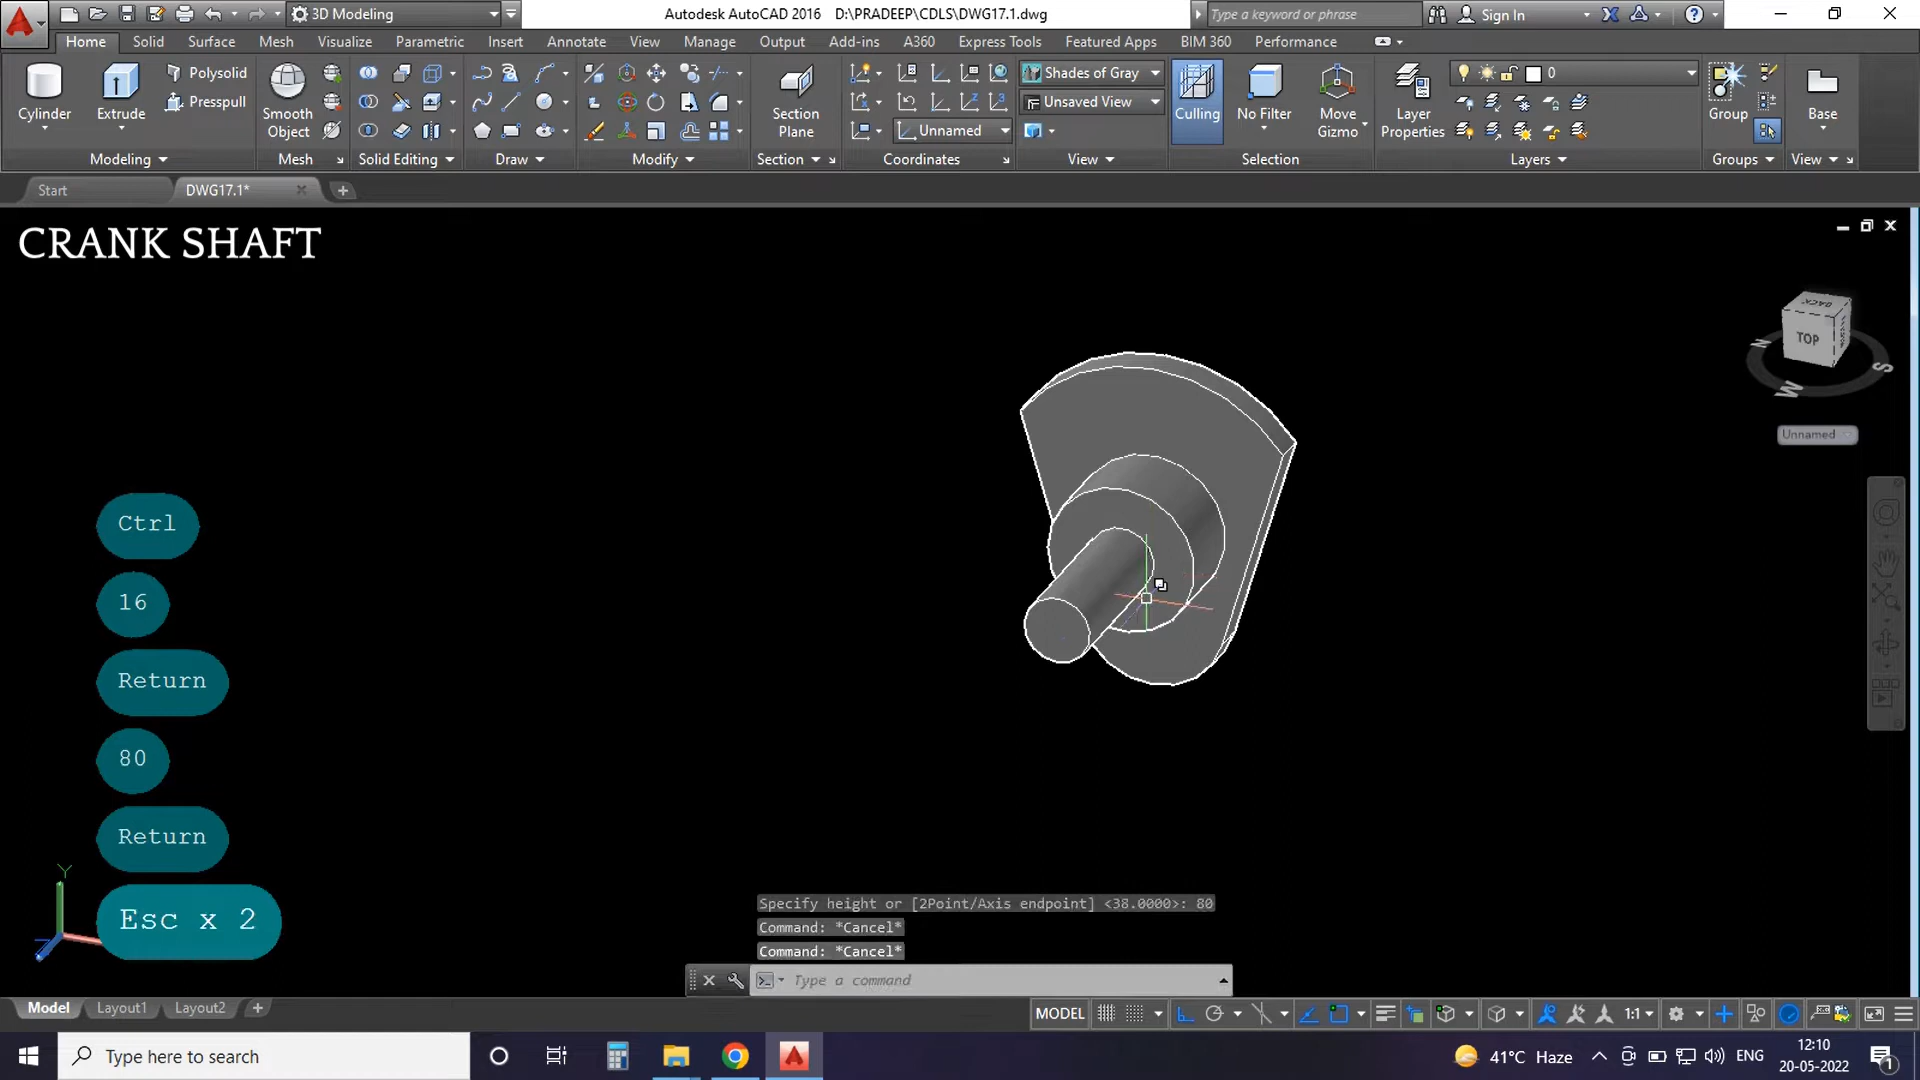 3D Modeling
Autodesk AutoCAD 2016 D:\PRADEEP\CDLS\DWG17.1.dwg
Type a keyword or phrase
Sign In
Home Solid Surface Mesh Visualize Parametric Insert Annotate View Manage Output Add-ins A360 Express Tools Featured Apps BIM 360 Performance
Polysolid
Presspull
Cylinder
Extrude
Smooth
Object
Section
Plane
Shades of Gray
Unsaved View
Unnamed
Culling
No Filter
Move
Gizmo
Layer
Properties
0
Group
Base
Modeling
Mesh
Solid Editing
Draw
Modify
Section
Coordinates
View
Selection
Layers
Groups
View
Start
DWG17.1*
CRANK SHAFT
BACK
TOP
N
S
W
Unnamed
Ctrl
16
Return
80
Return
Esc x 2
Y
Specify height or [2Point/Axis endpoint] <38.0000>: 80
Command: *Cancel*
Command: *Cancel*
Type a command
Model
Layout1
Layout2
MODEL
1:1
Type here to search
41°C Haze
ENG
12:10
20-05-2022
1